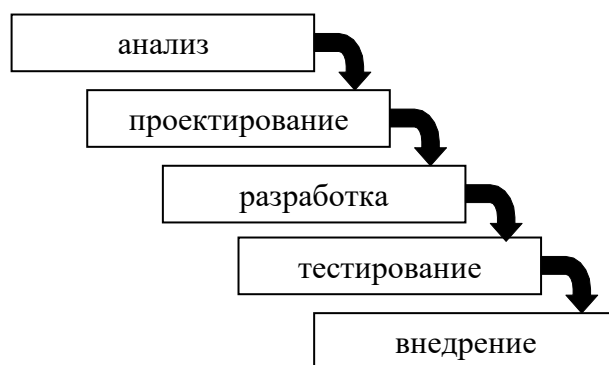 анализ
проектирование
разработка
тестирование
внедрение